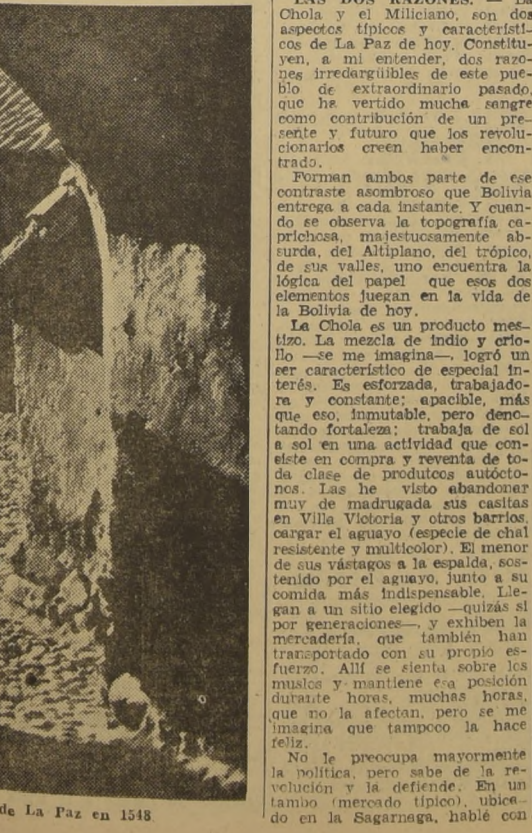 LAS DOS RAZONES. — La
Chola y el Miliciano, son dos
aspectos típicos y característi-
cos de La Paz de hoy. Constitu-
yen, a mi entender, dos razo-
nes irredargüibles de este pue-
blo de extraordinario pasado,
que ha vertido mucha sangre
como contribución de un pre-
sente y futuro que los revolu-
cionarios creen haber encon-
trado.
Forman ambos parte de ese
contraste asombroso que Bolivia
entrega a cada instante. Y cuan-
do se observa la topografía ca-
prichosa, majestuosamente ab-
surda, del Altiplano, del trópico,
de sus valles, uno encuentra la
lógica del papel que esos dos
elementos juegan en la vida de
la Bolivia de hoy.
La Chola es un producto mes-
tizo. La mezcla de indio y crio-
llo —se me imagina—, logró un
ser característico de especial in-
terés. Es esforzada, trabajado-
ra y constante; apacible, más
que eso, inmutable, pero deno-
tando fortaleza; trabaja de sol
a sol en una actividad que con-
siste en compra y reventa de to-
da clase de produtcos autócto-
nos. Las he visto abandonar
muy de madrugada sus casitas
en Villa Victoria y otros barrios,
cargar el aguayo (especie de chal
resistente y multicolor). El menor
de sus vástagos a la espalda, sos-
tenido por el aguayo, junto a su
comida más indispensable. Lle-
gan a un sitio elegido —quizás si
por generaciones—, y exhiben la
mercadería, que también han
transportado con su propio es-
fuerzo. Allí se sienta sobre los
muslos y mantiene esa posición
durante horas, muchas horas,
que no la afectan, pero se me
imagina que tampoco la hace
feliz.
No le preocupa mayormente
la política, pero sabe de la re-
volución y la defiende. En un
tambo (mercado típico), ubica-
do en la Sagarnaga, hablé con
de La Paz en 1548